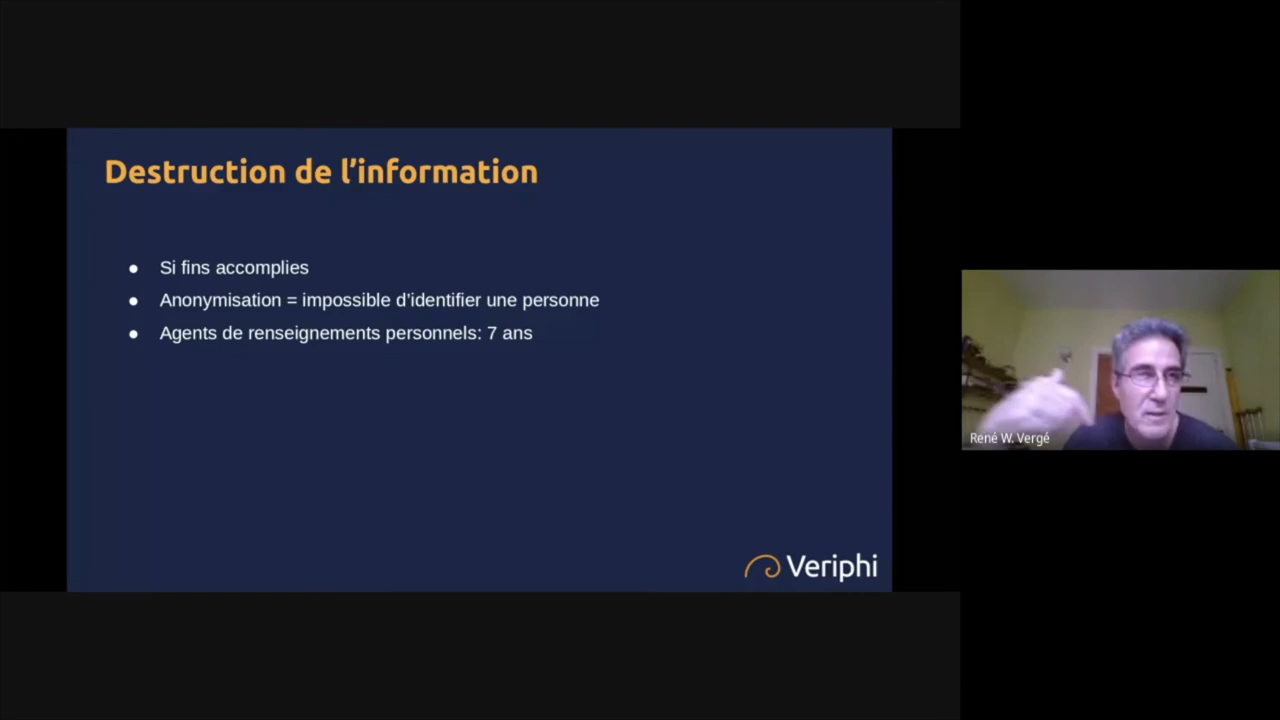 Destruction de l’information
● Si fins accomplies
● Anonymisation = impossible d’identifier une personne
● Agents de renseignements personnels: 7 ans
Veriphi
René W. Vergé